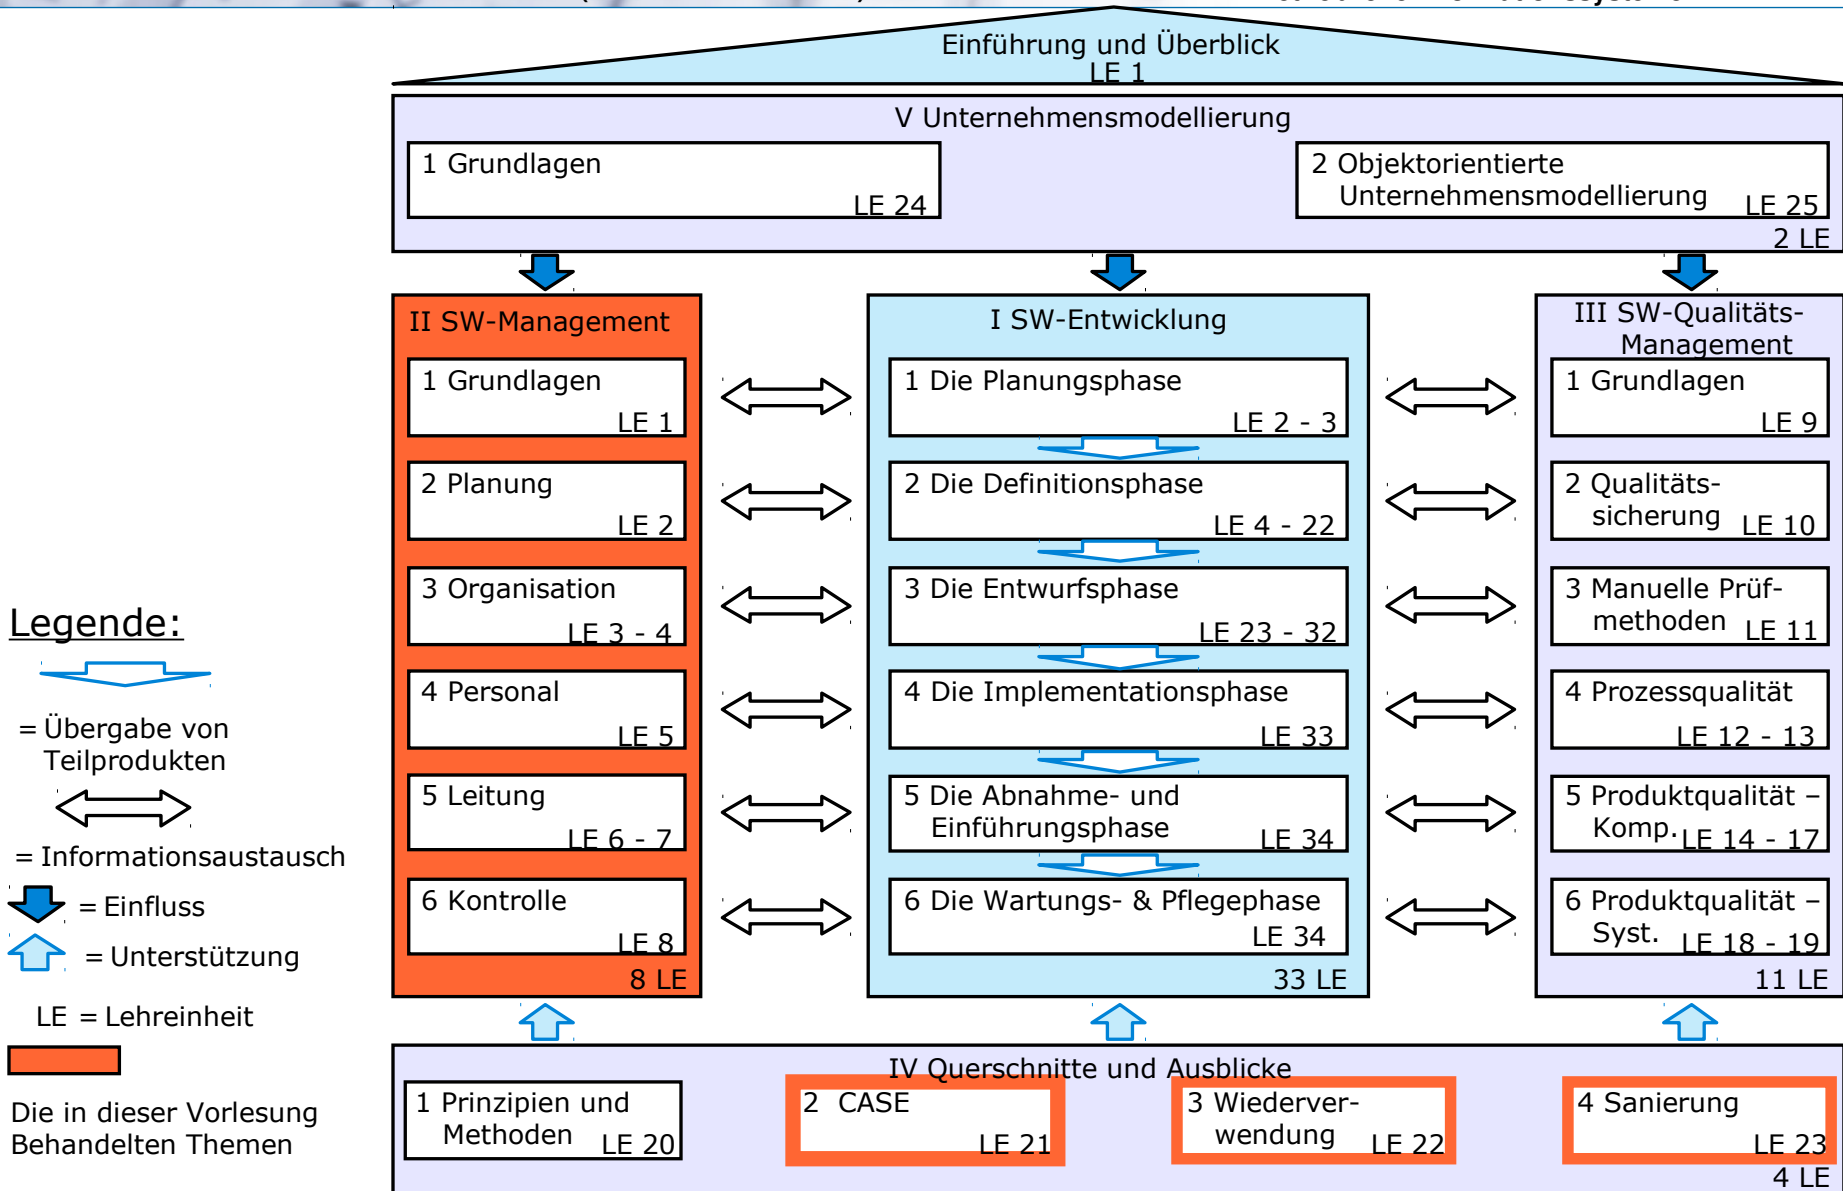 Einführung und Überblick
LE 1
V Unternehmensmodellierung
1 Grundlagen
LE 24
2 Objektorientierte
Unternehmensmodellierung
LE 25
2 LE
II SW-Management
1 Grundlagen
LE 1
2 Planung
LE 2
3 Organisation
LE 3 - 4
4 Personal
LE 5
5 Leitung
LE 6 - 7
6 Kontrolle
LE 8
8 LE
I SW-Entwicklung
1 Die Planungsphase
LE 2 - 3
2 Die Definitionsphase
LE 4 - 22
3 Die Entwurfsphase
LE 23 - 32
4 Die Implementationsphase
LE 33
5 Die Abnahme- und
Einführungsphase
LE 34
6 Die Wartungs- & Pflegephase
LE 34
33 LE
III SW-Qualitäts-
Management
1 Grundlagen
LE 9
2 Qualitäts-
sicherung LE 10
3 Manuelle Prüf-
methoden LE 11
4 Prozessqualität
LE 12 - 13
5 Produktqualität –
Komp. LE 14 - 17
6 Produktqualität –
Syst. LE 18 - 19
11 LE
IV Querschnitte und Ausblicke
1 Prinzipien und
Methoden LE 20
2 CASE
LE 21
3 Wiederver-
wendung LE 22
4 Sanierung
LE 23
4 LE
Legende:
= Übergabe von
Teilprodukten
= Informationsaustausch
= Einfluss
= Unterstützung
LE = Lehreinheit
Die in dieser Vorlesung
Behandelten Themen